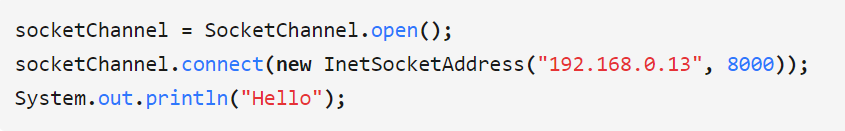 socketChannel = SocketChannel.open();
socketChannel.connect(new InetSocketAddress("192.168.0.13", 8000));
System.out.println("Hello");